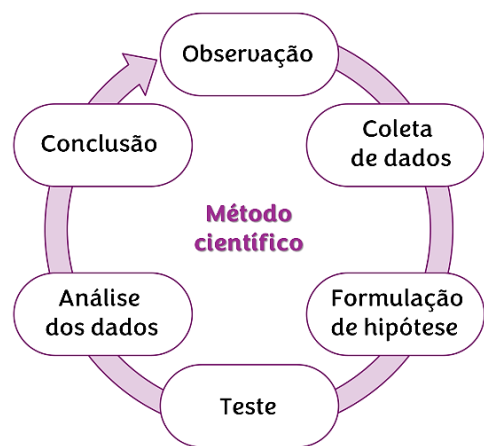 Observação
Coleta
de dados
Formulação
de hipótese
Teste
Análise
dos dados
Conclusão
Método
científico